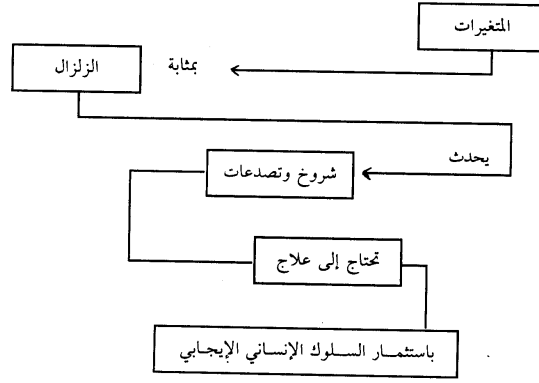 المتغيرات
بمثابة
الزلزال
يحدث
شروخ وتصدعات
تحتاج إلى علاج
باستثمار السلوك الإنساني الإيجابي